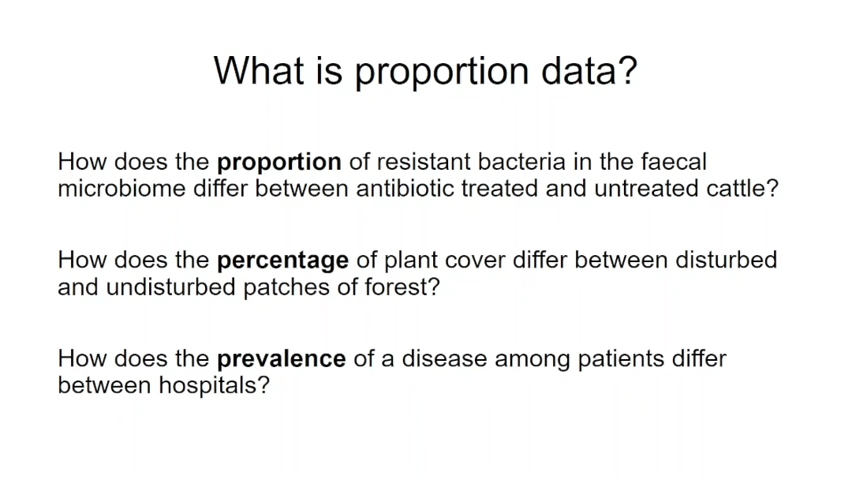 What is proportion data?
How does the proportion of resistant bacteria in the faecal
microbiome differ between antibiotic treated and untreated cattle?
How does the percentage of plant cover differ between disturbed
and undisturbed patches of forest?
How does the prevalence of a disease among patients differ
between hospitals?